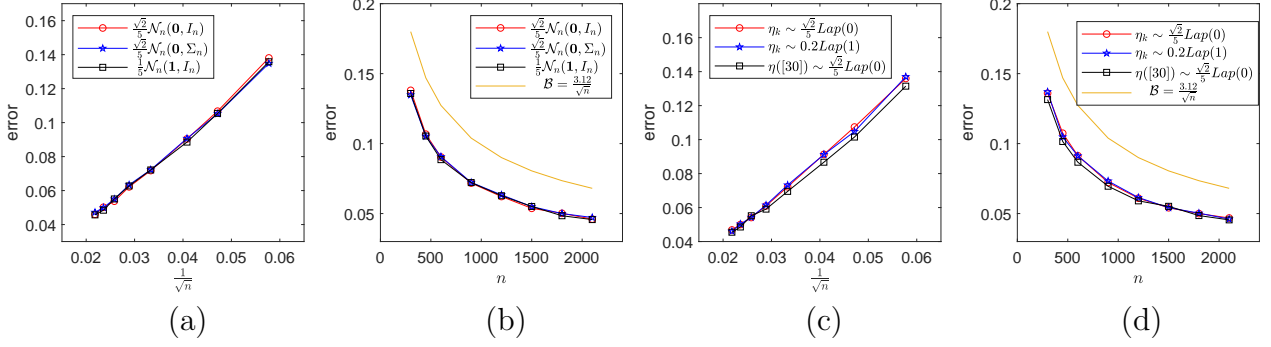 0.16
0.14
0.12
0.1
0.08
0.06
0.04
error
0.02 0.03 0.04 0.05 0.06
1/√n
√2/5 𝒩ₙ(𝟎, Iₙ)
√2/5 𝒩ₙ(𝟎, Σₙ)
1/5 𝒩ₙ(𝟏, Iₙ)
(a)
0.2
0.15
0.1
0.05
error
0 500 1000 1500 2000
n
√2/5 𝒩ₙ(𝟎, Iₙ)
√2/5 𝒩ₙ(𝟎, Σₙ)
1/5 𝒩ₙ(𝟏, Iₙ)
ℬ = 3.12/√n
(b)
0.16
0.14
0.12
0.1
0.08
0.06
0.04
error
0.02 0.03 0.04 0.05 0.06
1/√n
ηₖ ∼ √2/5 Lap(0)
ηₖ ∼ 0.2Lap(1)
η([30]) ∼ √2/5 Lap(0)
(c)
0.2
0.15
0.1
0.05
error
0 500 1000 1500 2000
n
ηₖ ∼ √2/5 Lap(0)
ηₖ ∼ 0.2Lap(1)
η([30]) ∼ √2/5 Lap(0)
ℬ = 3.12/√n
(d)